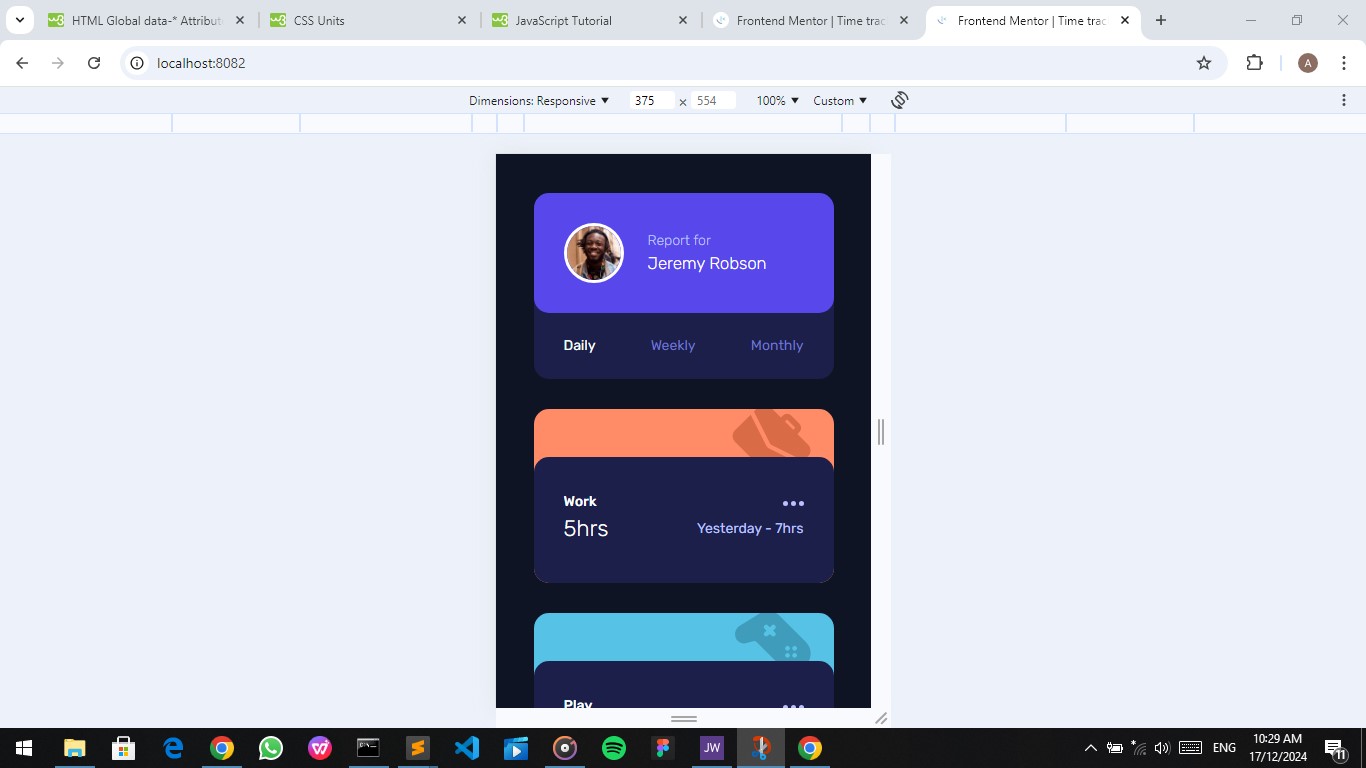 HTML Global data-* Attribut
CSS Units
JavaScript Tutorial
Frontend Mentor | Time trac
Frontend Mentor | Time trac
localhost:8082
A
Dimensions: Responsive
375
×
554
100%
Custom
Report for
Jeremy Robson
Daily
Weekly
Monthly
Work
5hrs
Yesterday - 7hrs
Play
JW
ENG
10:29 AM
17/12/2024
11